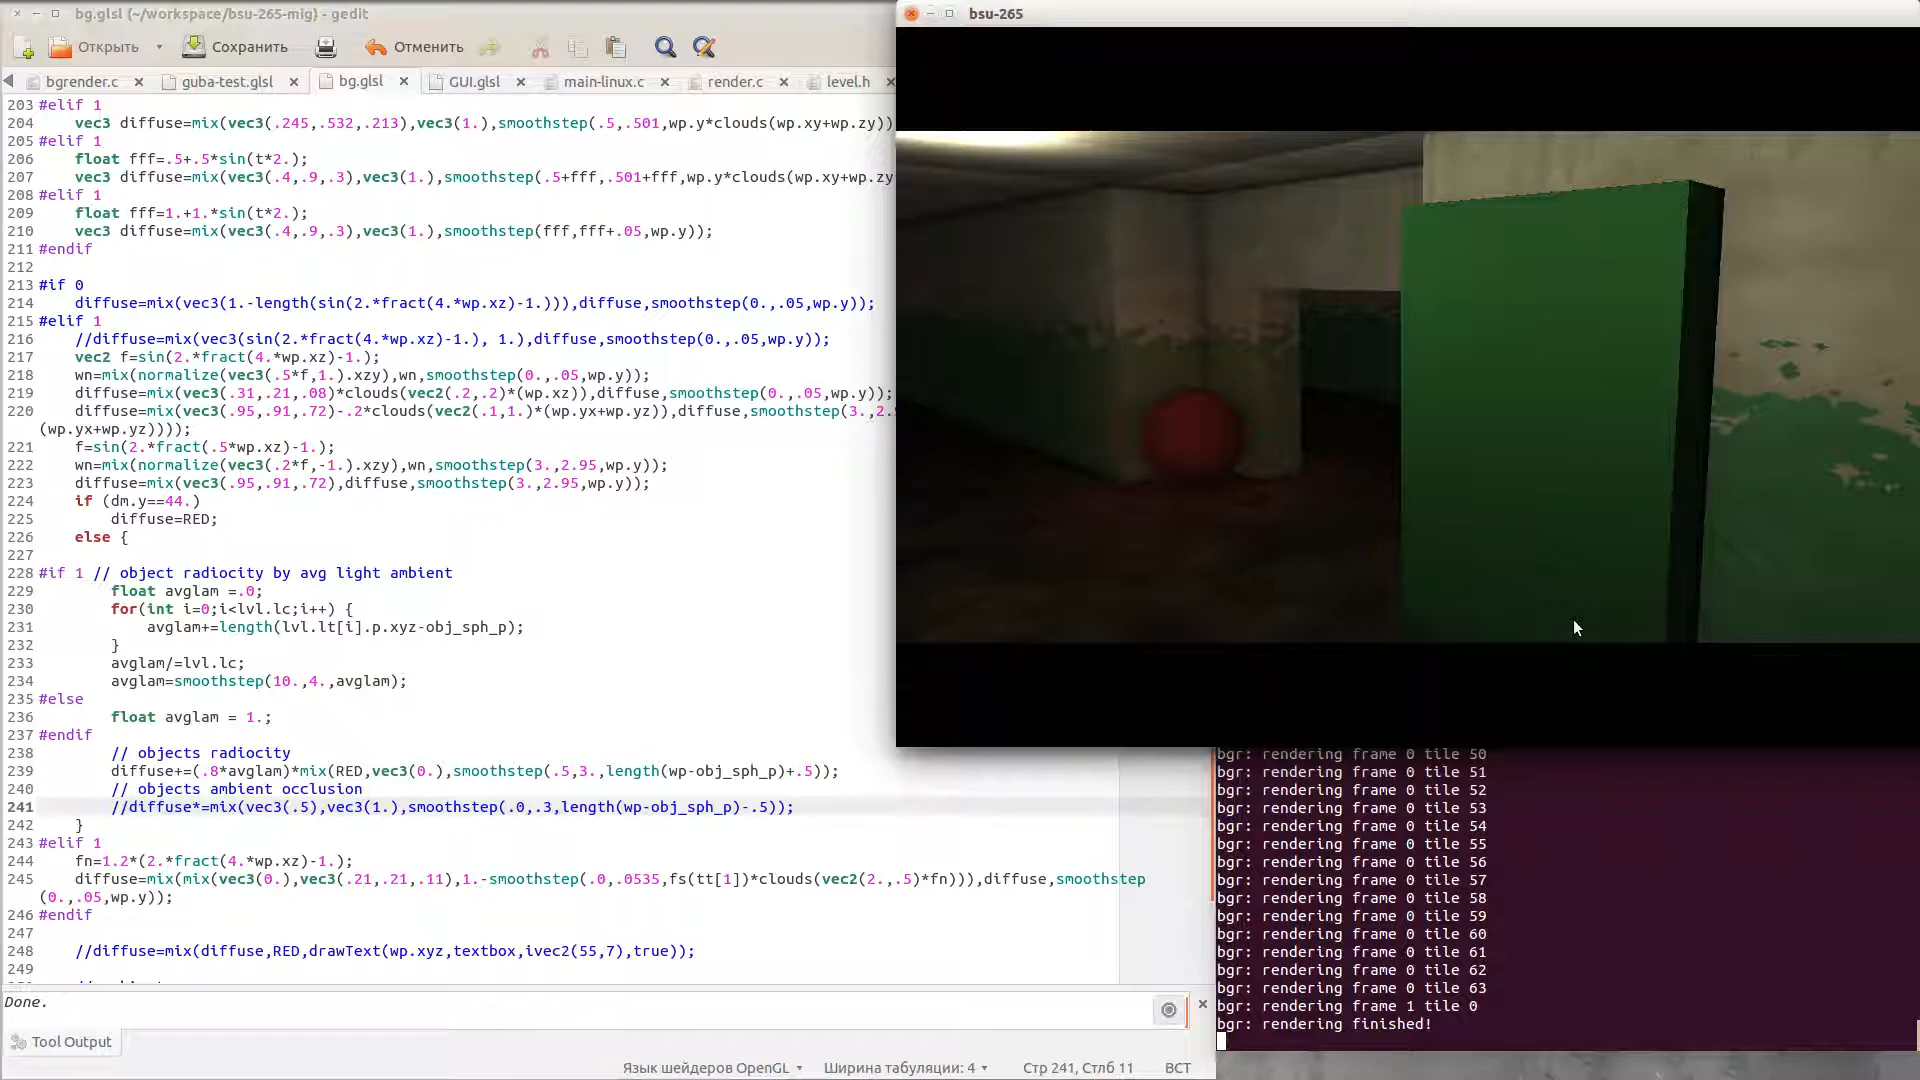 bg.glsl (~/workspace/bsu-265-mig) - gedit
Открыть Сохранить Отменить
bgrender.c guba-test.glsl bg.glsl GUI.glsl main-linux.c render.c level.h
203 #elif 1
204 vec3 diffuse=mix(vec3(.245,.532,.213),vec3(1.),smoothstep(.5,.501,wp.y*clouds(wp.xy+wp.zy))
205 #elif 1
206 float fff=.5+.5*sin(t*2.);
207 vec3 diffuse=mix(vec3(.4,.9,.3),vec3(1.),smoothstep(.5+fff,.501+fff,wp.y*clouds(wp.xy+wp.zy
208 #elif 1
209 float fff=1.+1.*sin(t*2.);
210 vec3 diffuse=mix(vec3(.4,.9,.3),vec3(1.),smoothstep(fff,fff+.05,wp.y));
211 #endif
212
213 #if 0
214 diffuse=mix(vec3(1.-length(sin(2.*fract(4.*wp.xz)-1.))),diffuse,smoothstep(0.,.05,wp.y));
215 #elif 1
216 //diffuse=mix(vec3(sin(2.*fract(4.*wp.xz)-1.), 1.),diffuse,smoothstep(0.,.05,wp.y));
217 vec2 f=sin(2.*fract(4.*wp.xz)-1.);
218 wn=mix(normalize(vec3(.5*f,1.).xzy),wn,smoothstep(0.,.05,wp.y));
219 diffuse=mix(vec3(.31,.21,.08)*clouds(vec2(.2,.2)*(wp.xz)),diffuse,smoothstep(0.,.05,wp.y));
220 diffuse=mix(vec3(.95,.91,.72)-.2*clouds(vec2(.1,1.)*(wp.yx+wp.yz)),diffuse,smoothstep(3.,2.9
(wp.yx+wp.yz))));
221 f=sin(2.*fract(.5*wp.xz)-1.);
222 wn=mix(normalize(vec3(.2*f,-1.).xzy),wn,smoothstep(3.,2.95,wp.y));
223 diffuse=mix(vec3(.95,.91,.72),diffuse,smoothstep(3.,2.95,wp.y));
224 if (dm.y==44.)
225 diffuse=RED;
226 else {
227
228 #if 1 // object radiocity by avg light ambient
229 float avglam =.0;
230 for(int i=0;i<lvl.lc;i++) {
231 avglam+=length(lvl.lt[i].p.xyz-obj_sph_p);
232 }
233 avglam/=lvl.lc;
234 avglam=smoothstep(10.,4.,avglam);
235 #else
236 float avglam = 1.;
237 #endif
238 // objects radiocity
239 diffuse+=(.8*avglam)*mix(RED,vec3(0.),smoothstep(.5,3.,length(wp-obj_sph_p)+.5));
240 // objects ambient occlusion
241 //diffuse*=mix(vec3(.5),vec3(1.),smoothstep(.0,.3,length(wp-obj_sph_p)-.5));
242 }
243 #elif 1
244 fn=1.2*(2.*fract(4.*wp.xz)-1.);
245 diffuse=mix(mix(vec3(0.),vec3(.21,.21,.11),1.-smoothstep(.0,.0535,fs(tt[1])*clouds(vec2(2.,.5)*fn))),diffuse,smoothstep
(0.,.05,wp.y));
246 #endif
247
248 //diffuse=mix(diffuse,RED,drawText(wp.xyz,textbox,ivec2(55,7),true));
249
Done.
Tool Output
Язык шейдеров OpenGL Ширина табуляции: 4 Стр 241, Стлб 11 ВСТ
bsu-265
bgr: rendering frame 0 tile 50
bgr: rendering frame 0 tile 51
bgr: rendering frame 0 tile 52
bgr: rendering frame 0 tile 53
bgr: rendering frame 0 tile 54
bgr: rendering frame 0 tile 55
bgr: rendering frame 0 tile 56
bgr: rendering frame 0 tile 57
bgr: rendering frame 0 tile 58
bgr: rendering frame 0 tile 59
bgr: rendering frame 0 tile 60
bgr: rendering frame 0 tile 61
bgr: rendering frame 0 tile 62
bgr: rendering frame 0 tile 63
bgr: rendering frame 1 tile 0
bgr: rendering finished!